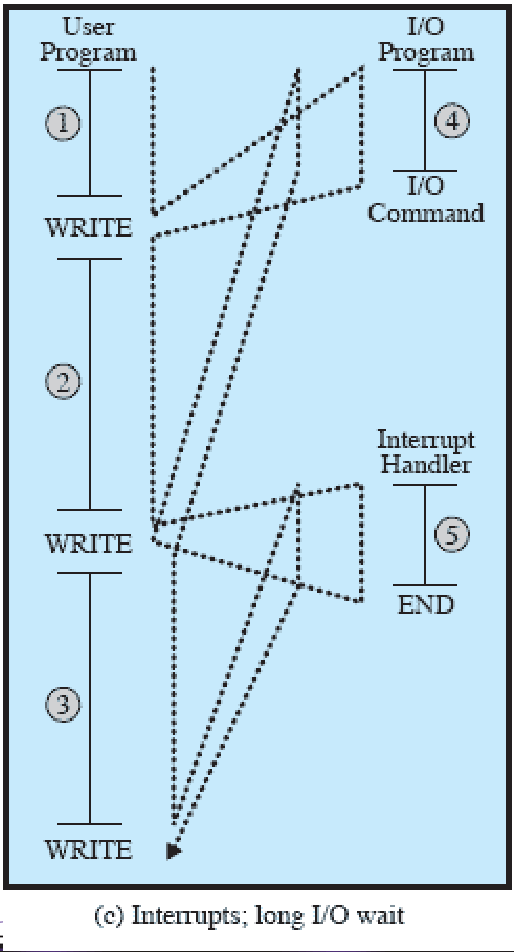 User
Program
I/O
Program
1
4
I/O
Command
WRITE
2
Interrupt
Handler
WRITE
5
END
3
WRITE
(c) Interrupts; long I/O wait